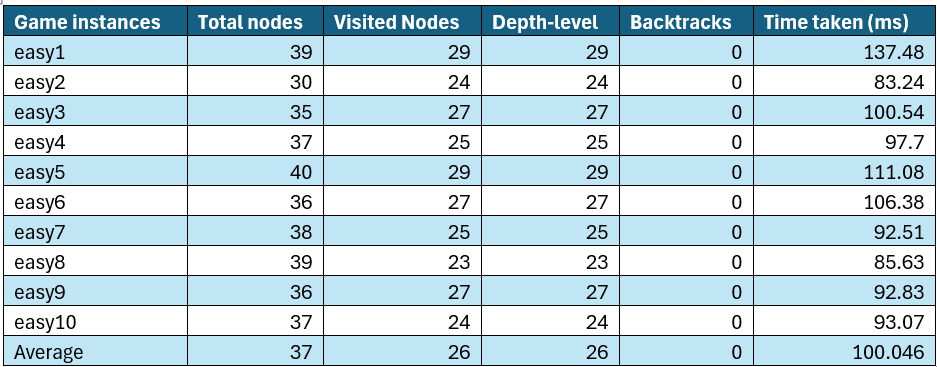 Game instances Total nodes Visited Nodes Depth-level Backtracks Time taken (ms)
easy1 39 29 29 0 137.48
easy2 30 24 24 0 83.24
easy3 35 27 27 0 100.54
easy4 37 25 25 0 97.7
easy5 40 29 29 0 111.08
easy6 36 27 27 0 106.38
easy7 38 25 25 0 92.51
easy8 39 23 23 0 85.63
easy9 36 27 27 0 92.83
easy10 37 24 24 0 93.07
Average 37 26 26 0 100.046